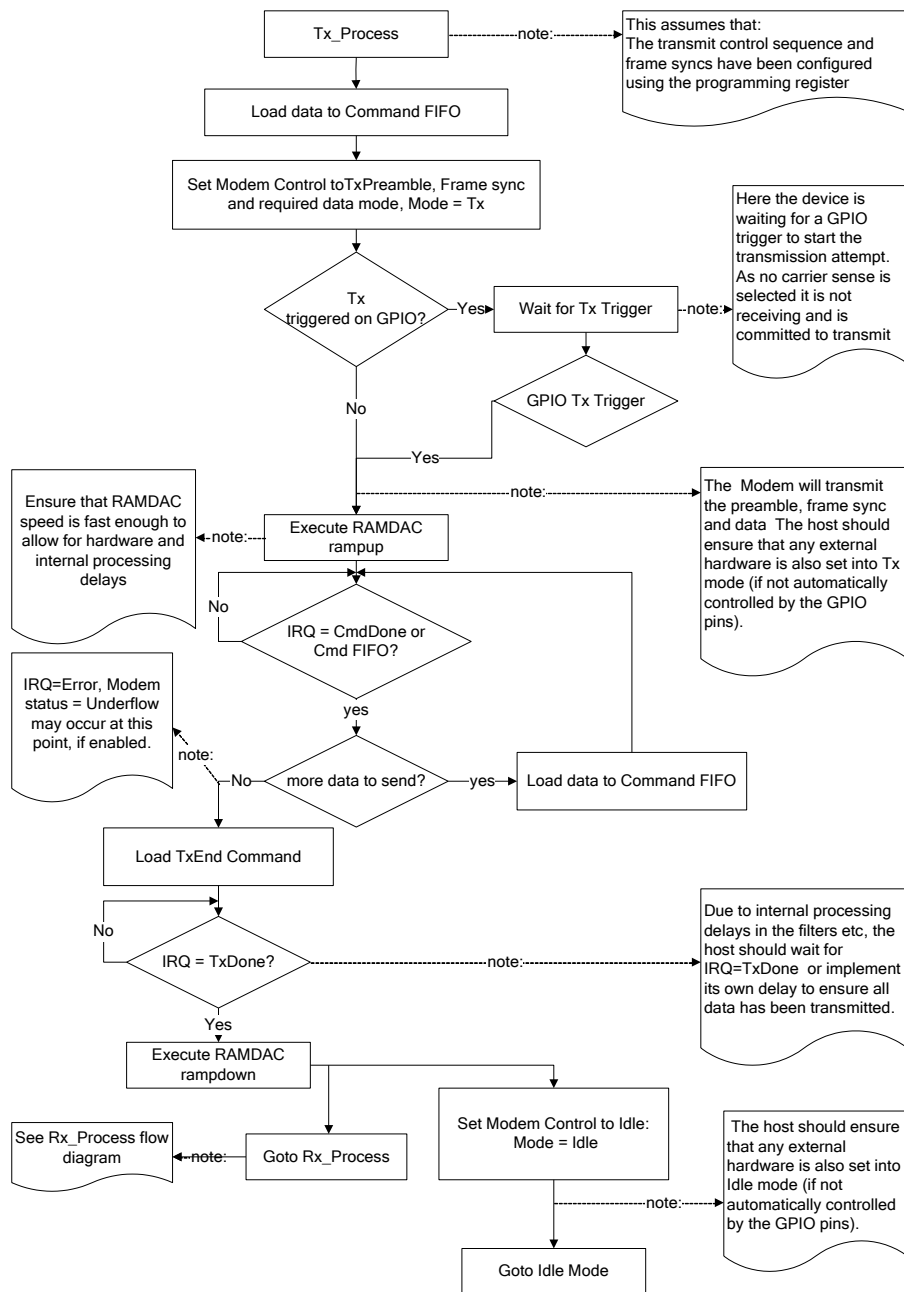 Tx_Process
note:
This assumes that:
The transmit control sequence and
frame syncs have been configured
using the programming register
Load data to Command FIFO
Set Modem Control toTxPreamble, Frame sync
and required data mode, Mode = Tx
Here the device is
waiting for a GPIO
trigger to start the
transmission attempt.
As no carrier sense is
selected it is not
receiving and is
committed to transmit
Tx
triggered on GPIO?
Yes
Wait for Tx Trigger
note:
GPIO Tx Trigger
No
Yes
Ensure that RAMDAC
speed is fast enough to
allow for hardware and
internal processing
delays
note:
note:
The Modem will transmit
the preamble, frame sync
and data The host should
ensure that any external
hardware is also set into Tx
mode (if not automatically
controlled by the GPIO
pins).
Execute RAMDAC
rampup
No
IRQ = CmdDone or
Cmd FIFO?
IRQ=Error, Modem
status = Underflow
may occur at this
point, if enabled.
note:
yes
No
more data to send?
yes
Load data to Command FIFO
Load TxEnd Command
No
IRQ = TxDone?
note:
Due to internal processing
delays in the filters etc, the
host should wait for
IRQ=TxDone or implement
its own delay to ensure all
data has been transmitted.
Yes
Execute RAMDAC
rampdown
See Rx_Process flow
diagram
note:
Goto Rx_Process
Set Modem Control to Idle:
Mode = Idle
note:
The host should ensure
that any external
hardware is also set into
Idle mode (if not
automatically controlled
by the GPIO pins).
Goto Idle Mode